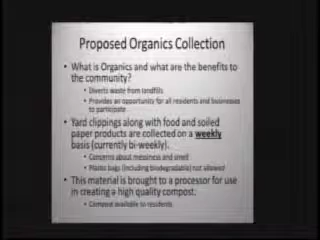 Proposed Organics Collection
• What is Organics and what are the benefits to
the community?
• Diverts waste from landfills
• Provides an opportunity for all residents and businesses
to participate
• Yard clippings along with food and soiled
paper products are collected on a weekly
basis (currently bi-weekly).
• Concerns about messiness and smell
• Plastic bags (including biodegradable) not allowed
• This material is brought to a processor for use
in creating a high quality compost.
• Compost available to residents